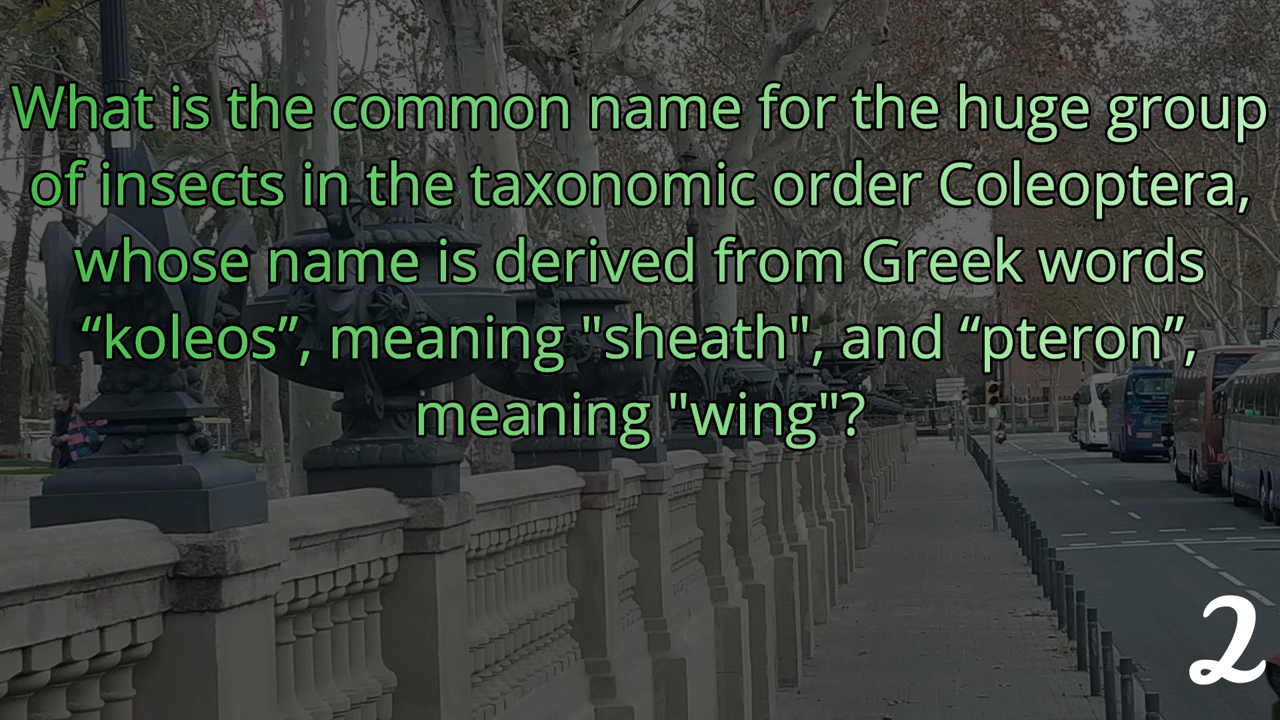 What is the common name for the huge group
of insects in the taxonomic order Coleoptera,
whose name is derived from Greek words
“koleos”, meaning "sheath", and “pteron”,
meaning "wing"?
2